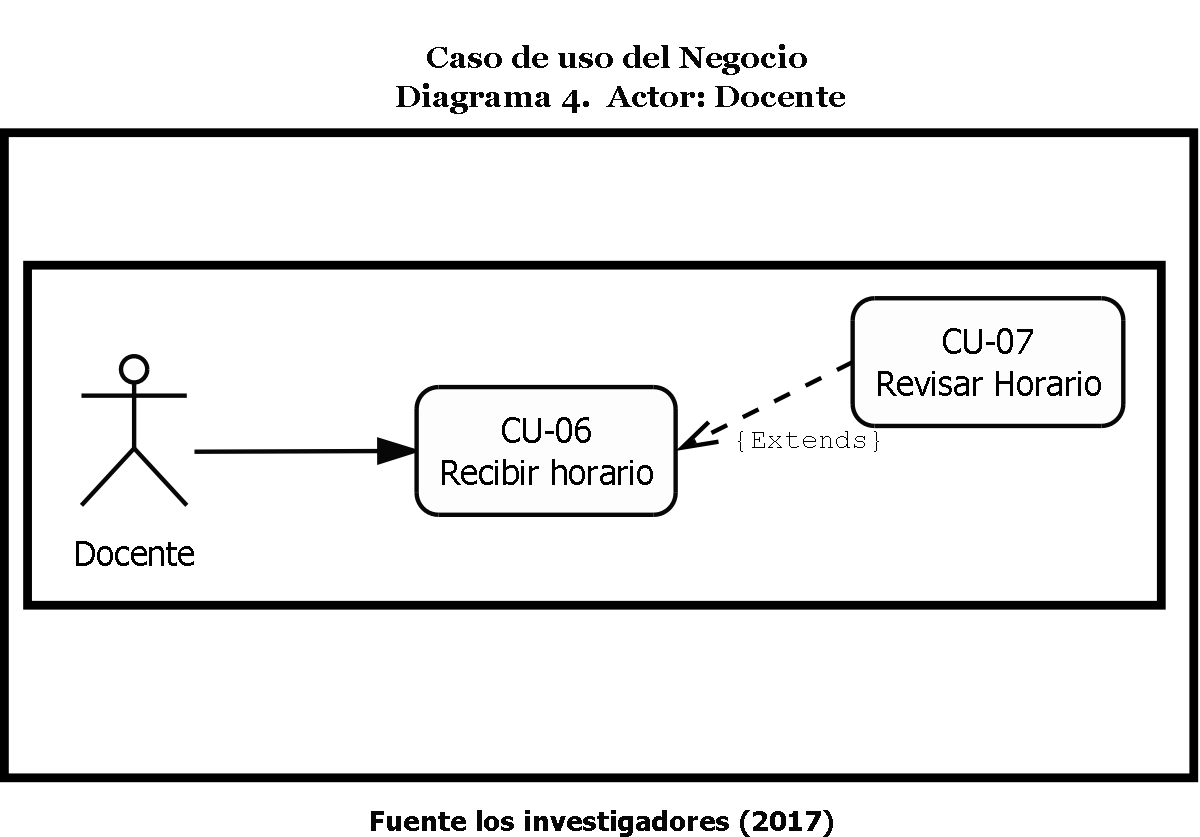 Caso de uso del Negocio
Diagrama 4.  Actor: Docente
CU-07
Revisar Horario
CU-06
Recibir horario
{Extends}
Docente
Fuente los investigadores (2017)